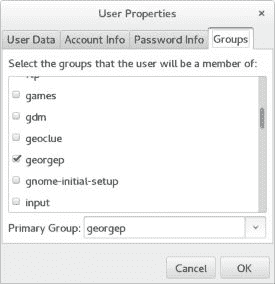 User Properties
User Data
Account Info
Password Info
Groups
Select the groups that the user will be a member of:
games
gdm
geoclue
georgep
gnome-initial-setup
input
Primary Group: georgep
Cancel
OK